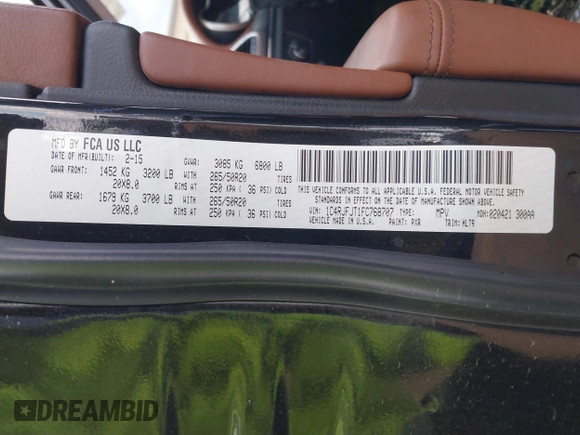 MFD BY FCA US LLC
DATE OF MFR(BUILT): 2-15 GVWR: 3085 KG 6800 LB
GAWR FRONT: 1452 KG 3200 LB WITH 265/50R20 TIRES
20X8.0 RIMS AT 250 KPA ( 36 PSI) COLD
GAWR REAR: 1679 KG 3700 LB WITH 265/50R20 TIRES
20X8.0 RIMS AT 250 KPA ( 36 PSI) COLD
THIS VEHICLE CONFORMS TO ALL APPLICABLE U.S.A. FEDERAL MOTOR VEHICLE SAFETY
STANDARDS IN EFFECT ON THE DATE OF MANUFACTURE SHOWN ABOVE.
VIN: 1C4RJFJT1FC768707 TYPE: MPV MDH:020421 300AA
VEHICLE MADE IN U.S.A. PAINT: PXR TRIM: HLT9
DREAMBID